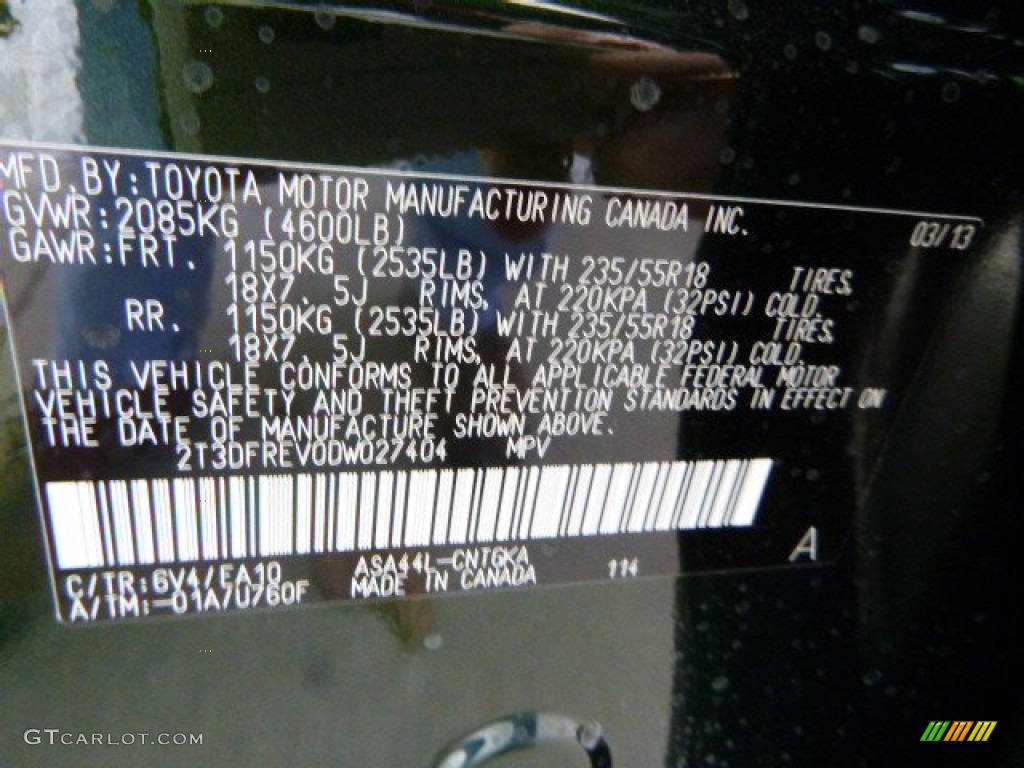 MFD.BY:TOYOTA MOTOR MANUFACTURING CANADA INC. 03/13
GVWR:2085KG (4600LB)
GAWR:FRT. 1150KG (2535LB) WITH 235/55R18 TIRES,
18X7.5J RIMS, AT 220KPA (32PSI) COLD.
RR. 1150KG (2535LB) WITH 235/55R18 TIRES,
18X7.5J RIMS, AT 220KPA (32PSI) COLD.
THIS VEHICLE CONFORMS TO ALL APPLICABLE FEDERAL MOTOR
VEHICLE SAFETY AND THEFT PREVENTION STANDARDS IN EFFECT ON
THE DATE OF MANUFACTURE SHOWN ABOVE.
2T3DFREV0DW027404 MPV
A
C/TR:6V4/FA10 ASA44L-CNTGKA 114
A/TM:-01A/U760F MADE IN CANADA
GTCARLOT.COM